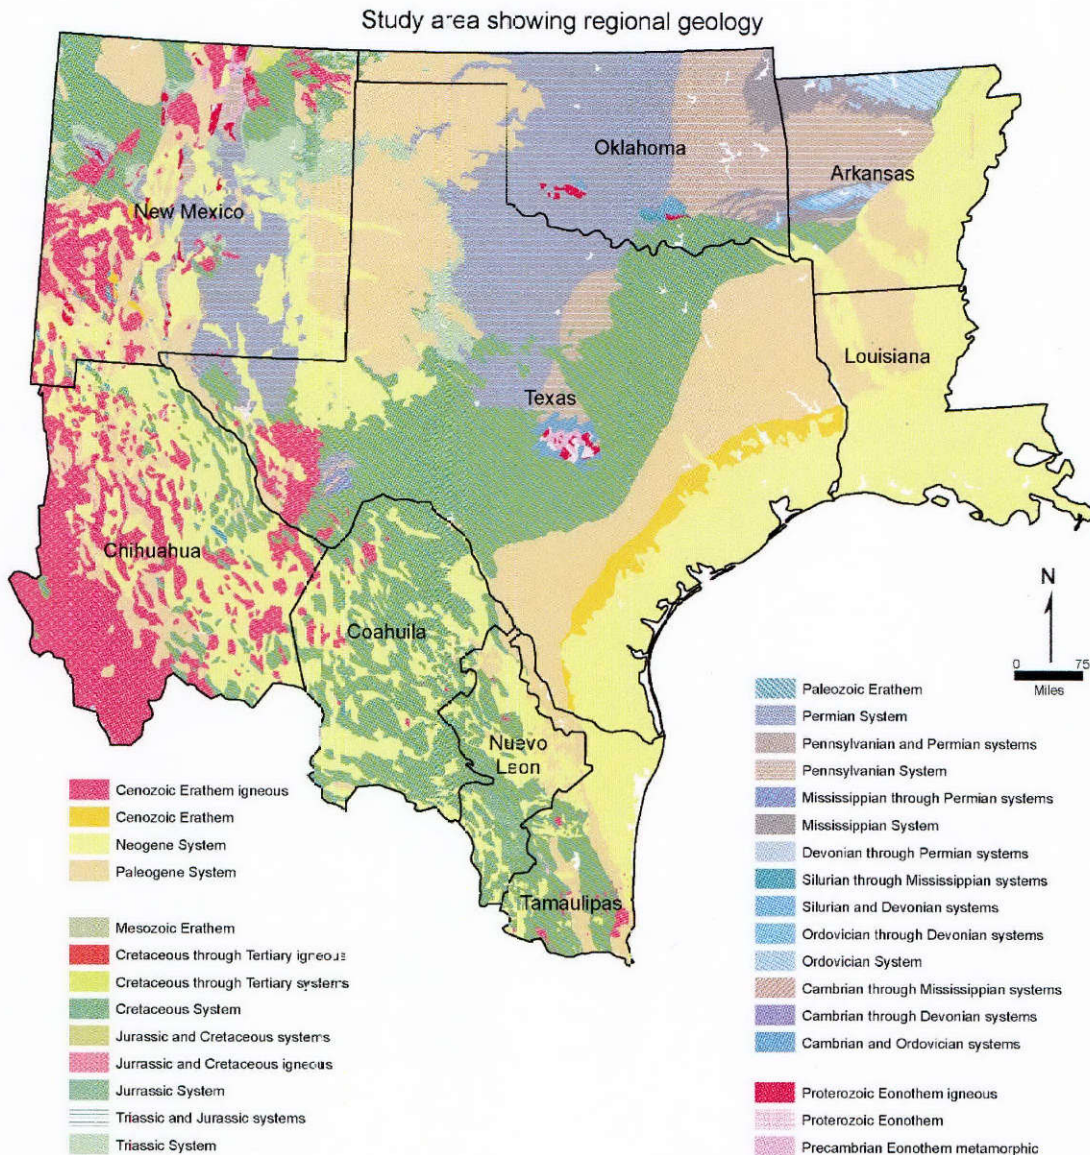 Study area showing regional geology
Oklahoma
Arkansas
New Mexico
Louisiana
Texas
Chihuahua
Coahuila
Nuevo
Leon
Tamaulipas
N
0 75
Miles
Cenozoic Erathem igneous
Cenozoic Erathem
Neogene System
Paleogene System
Mesozoic Erathem
Cretaceous through Tertiary igneous
Cretaceous through Tertiary systems
Cretaceous System
Jurassic and Cretaceous systems
Jurrassic and Cretaceous igneous
Jurrassic System
Triassic and Jurassic systems
Triassic System
Paleozoic Erathem
Permian System
Pennsylvanian and Permian systems
Pennsylvanian System
Mississippian through Permian systems
Mississippian System
Devonian through Permian systems
Silurian through Mississippian systems
Silurian and Devonian systems
Ordovician through Devonian systems
Ordovician System
Cambrian through Mississippian systems
Cambrian through Devonian systems
Cambrian and Ordovician systems
Proterozoic Eonothem igneous
Proterozoic Eonothem
Precambrian Eonothem metamorphic